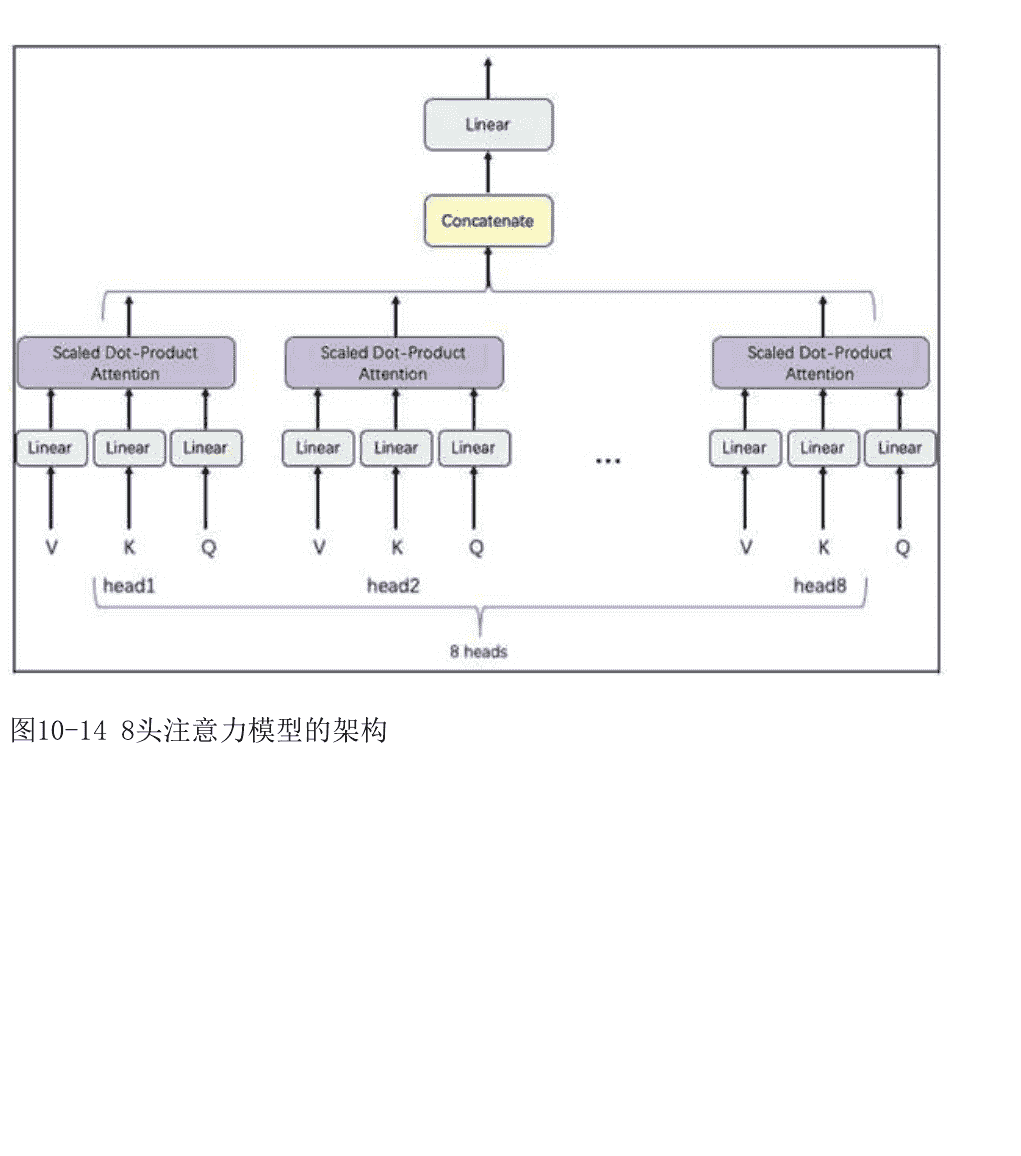 Linear
Concatenate
Scaled Dot-Product Attention
Scaled Dot-Product Attention
Scaled Dot-Product Attention
Linear Linear Linear Linear Linear Linear ... Linear Linear Linear
V K Q V K Q V K Q
head1 head2 head8
8 heads
图10-14 8头注意力模型的架构